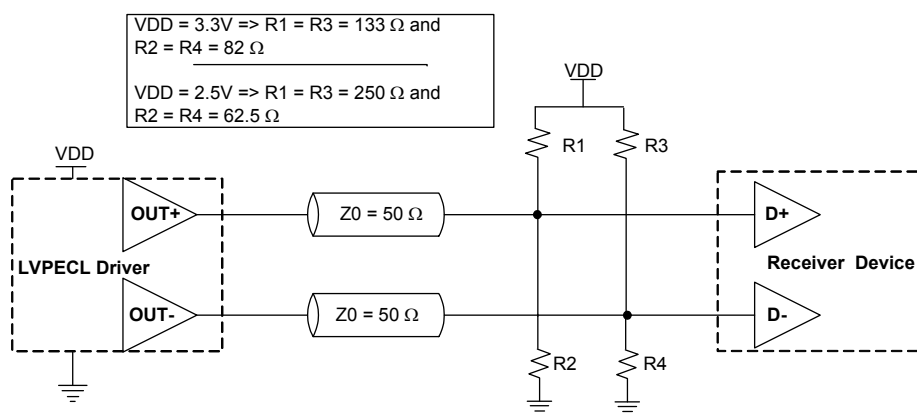 VDD = 3.3V => R1 = R3 = 133 Ω and
R2 = R4 = 82 Ω
VDD = 2.5V => R1 = R3 = 250 Ω and
R2 = R4 = 62.5 Ω
VDD
R1
R3
VDD
OUT+
Z0 = 50 Ω
D+
LVPECL Driver
Receiver Device
OUT-
Z0 = 50 Ω
D-
R2
R4